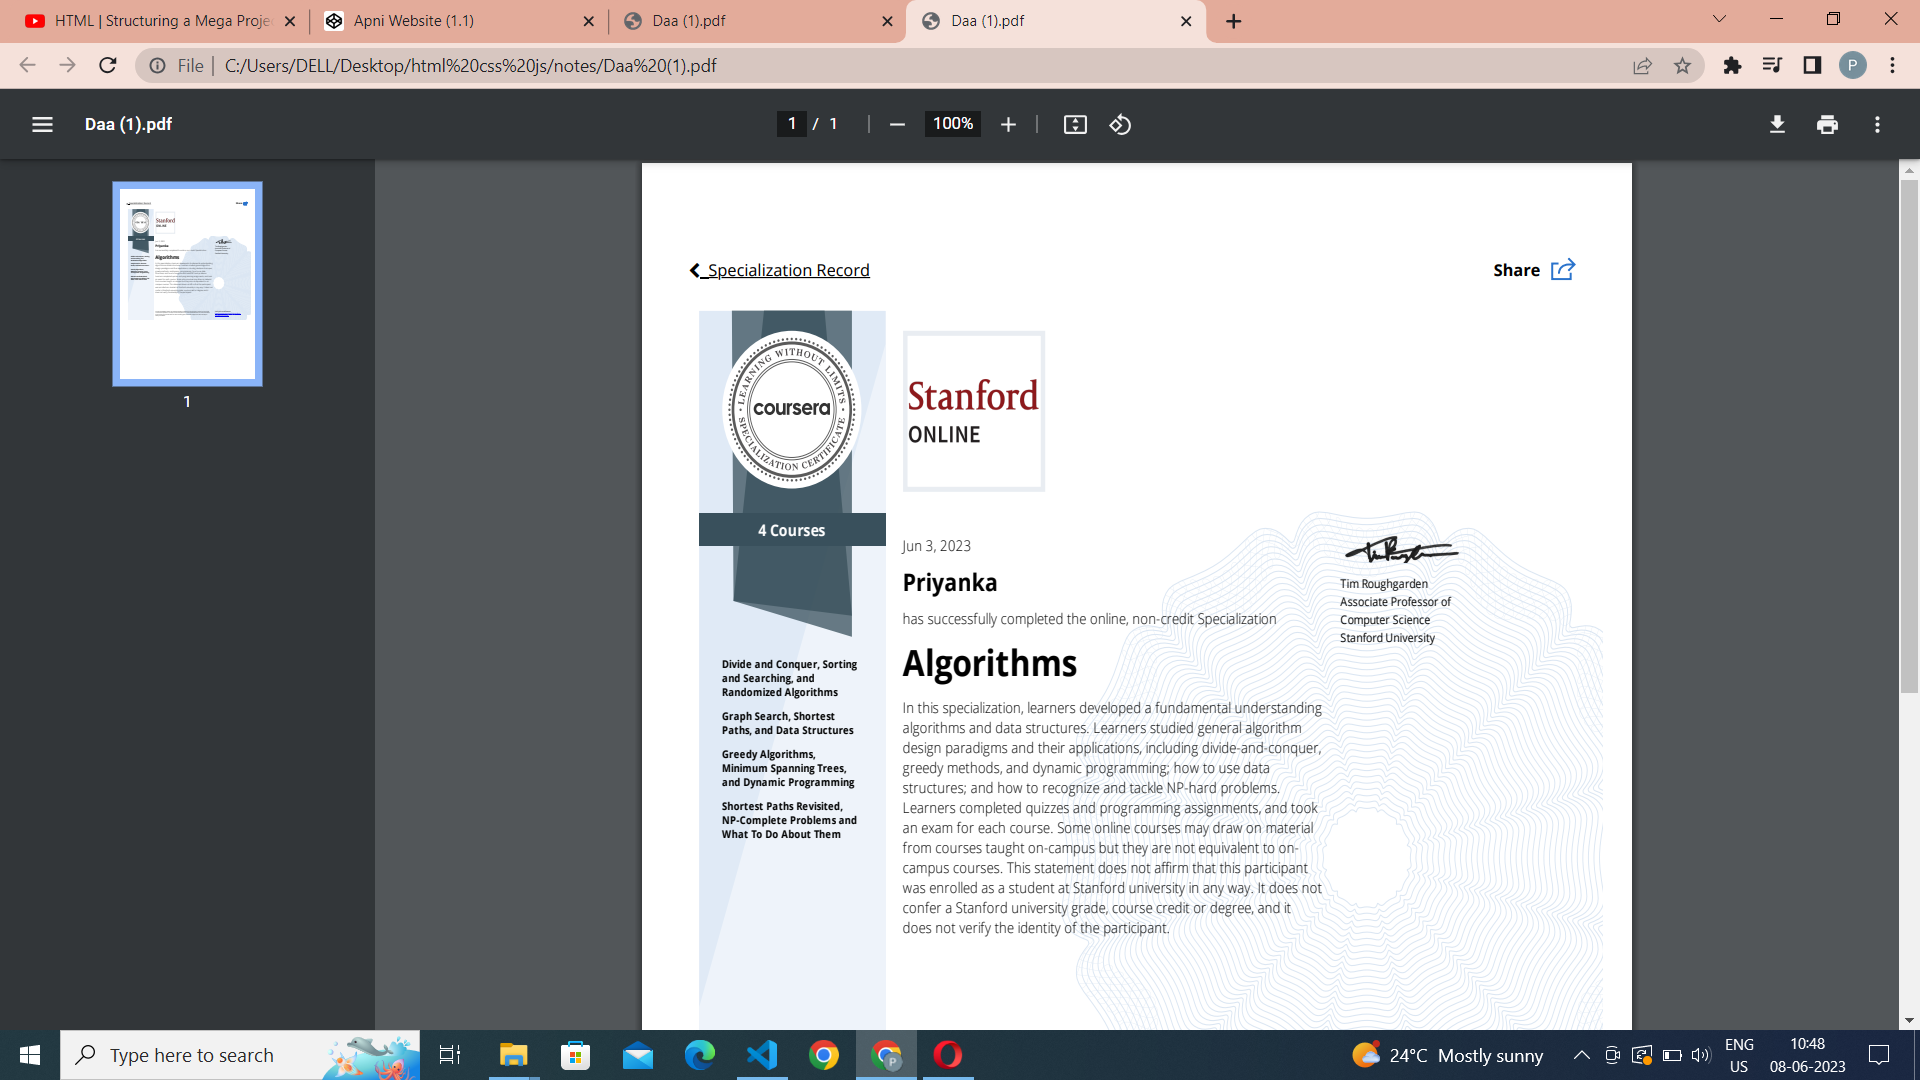 HTML | Structuring a Mega Proje
Apni Website (1.1)
Daa (1).pdf
Daa (1).pdf
File
C:/Users/DELL/Desktop/html%20css%20js/notes/Daa%20(1).pdf
P
Daa (1).pdf
1 / 1
100%
1
Specialization Record
Share
LEARNING WITHOUT LIMITS
coursera
SPECIALIZATION CERTIFICATE
4 Courses
Divide and Conquer, Sorting
and Searching, and
Randomized Algorithms
Graph Search, Shortest
Paths, and Data Structures
Greedy Algorithms,
Minimum Spanning Trees,
and Dynamic Programming
Shortest Paths Revisited,
NP-Complete Problems and
What To Do About Them
Stanford
ONLINE
Jun 3, 2023
Priyanka
has successfully completed the online, non-credit Specialization
Algorithms
In this specialization, learners developed a fundamental understanding
algorithms and data structures. Learners studied general algorithm
design paradigms and their applications, including divide-and-conquer,
greedy methods, and dynamic programming; how to use data
structures; and how to recognize and tackle NP-hard problems.
Learners completed quizzes and programming assignments, and took
an exam for each course. Some online courses may draw on material
from courses taught on-campus but they are not equivalent to on-
campus courses. This statement does not affirm that this participant
was enrolled as a student at Stanford university in any way. It does not
confer a Stanford university grade, course credit or degree, and it
does not verify the identity of the participant.
Tim Roughgarden
Associate Professor of
Computer Science
Stanford University
Type here to search
24°C Mostly sunny
ENG
US
10:48
08-06-2023